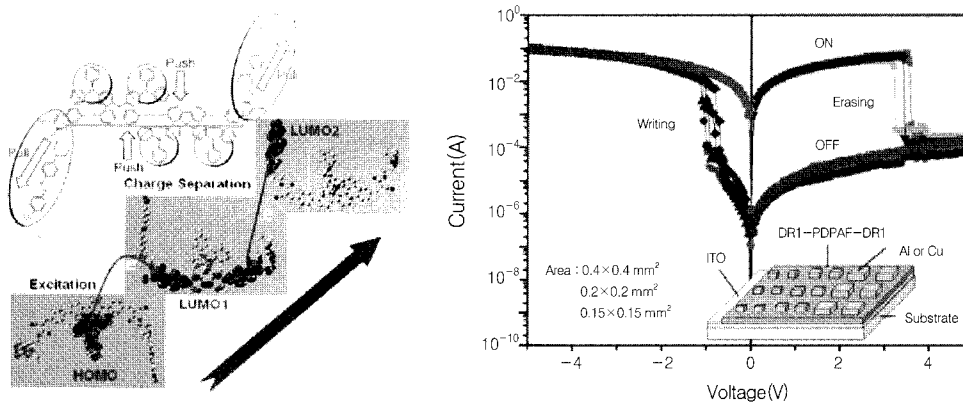 Push
Pull
Pull
Push
LUMO2
Charge Separation
Excitation
LUMO1
HOMO
10⁰
10⁻²
10⁻⁴
10⁻⁶
10⁻⁸
10⁻¹⁰
Current(A)
ON
Writing
Erasing
OFF
DR1-PDPAF-DR1
ITO
Al or Cu
Area : 0.4×0.4 mm²
0.2×0.2 mm²
0.15×0.15 mm²
Substrate
−4 −2 0 2 4
Voltage(V)